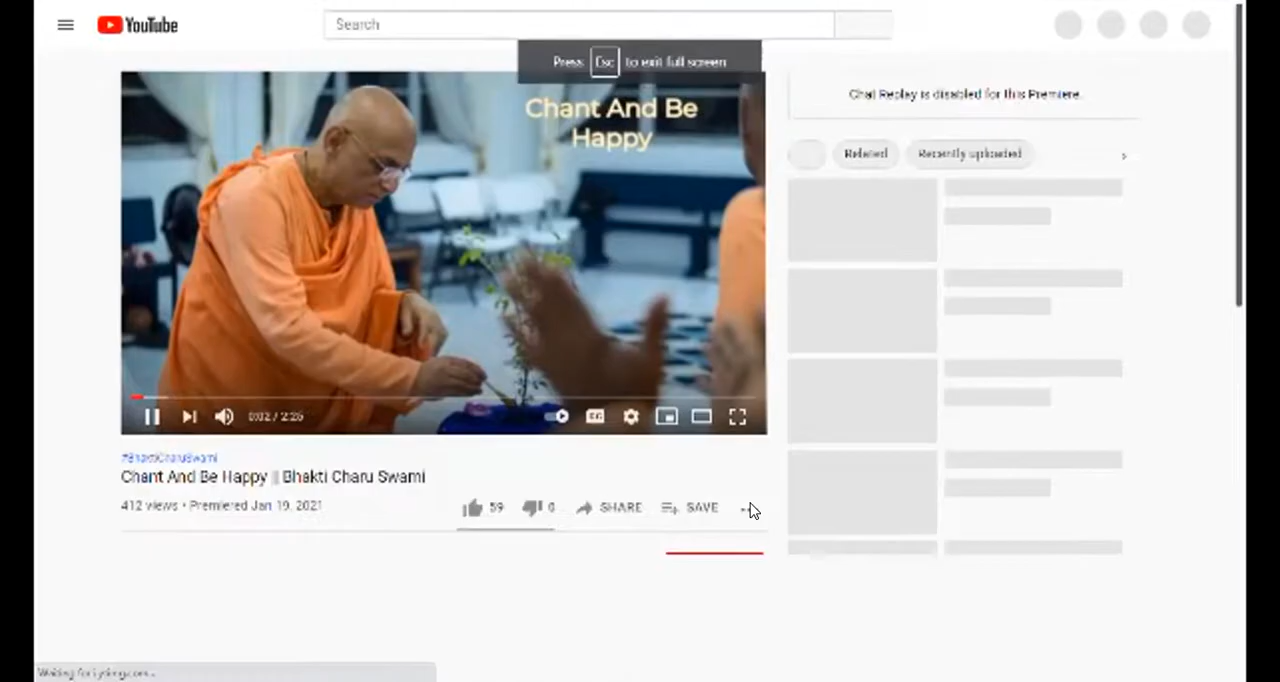 YouTube
Search
Press Esc to exit full screen
Chant And Be
Happy
Chat Replay is disabled for this Premiere.
Related
Recently uploaded
0:02 / 2:25
#BhaktiCharuSwami
Chant And Be Happy || Bhakti Charu Swami
412 views • Premiered Jan 19, 2021
59
0
SHARE
SAVE